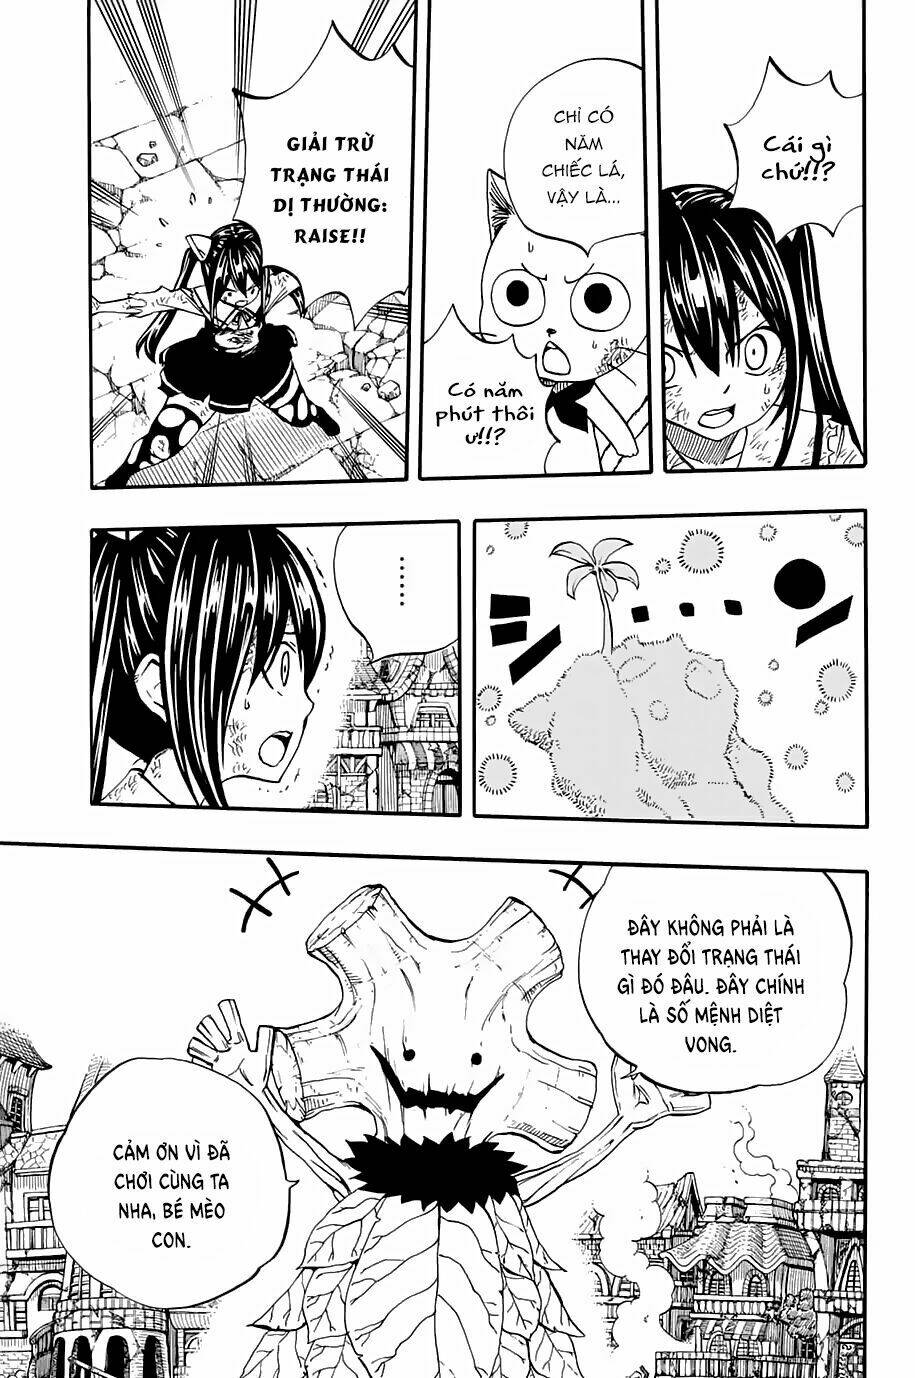 Cái gì
chứ!!?
CHỈ CÓ
NĂM
CHIẾC LÁ,
VẬY LÀ...
Có năm
phút thôi
ư!!?
GIẢI TRỪ
TRẠNG THÁI
DỊ THƯỜNG:
RAISE!!
......
ĐÂY KHÔNG PHẢI LÀ
THAY ĐỔI TRẠNG THÁI
GÌ ĐÓ ĐÂU. ĐÂY CHÍNH
LÀ SỐ MỆNH DIỆT
VONG.
CẢM ƠN VÌ ĐÃ
CHƠI CÙNG TA
NHA, BÉ MÈO
CON.